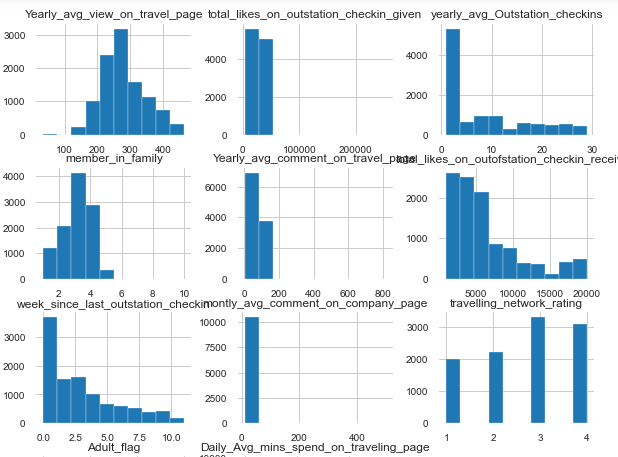 Yearly_avg_view_on_travel_page total_likes_on_outstation_checkin_given yearly_avg_Outstation_checkins
3000
2000
1000
0
100 200 300 400
4000
2000
0
0 100000 200000
4000
2000
0
0 10 20 30
member_in_family Yearly_avg_comment_on_travel_page total_likes_on_outofstation_checkin_receiv
4000
3000
2000
1000
0
2 4 6 8 10
6000
4000
2000
0
0 200 400 600 800
2000
1000
0
5000 10000 15000 20000
week_since_last_outstation_checkin montly_avg_comment_on_company_page travelling_network_rating
3000
2000
1000
0
0.0 2.5 5.0 7.5 10.0
10000
7500
5000
2500
0
0 200 400
3000
2000
1000
0
1 2 3 4
Adult_flag Daily_Avg_mins_spend_on_traveling_page